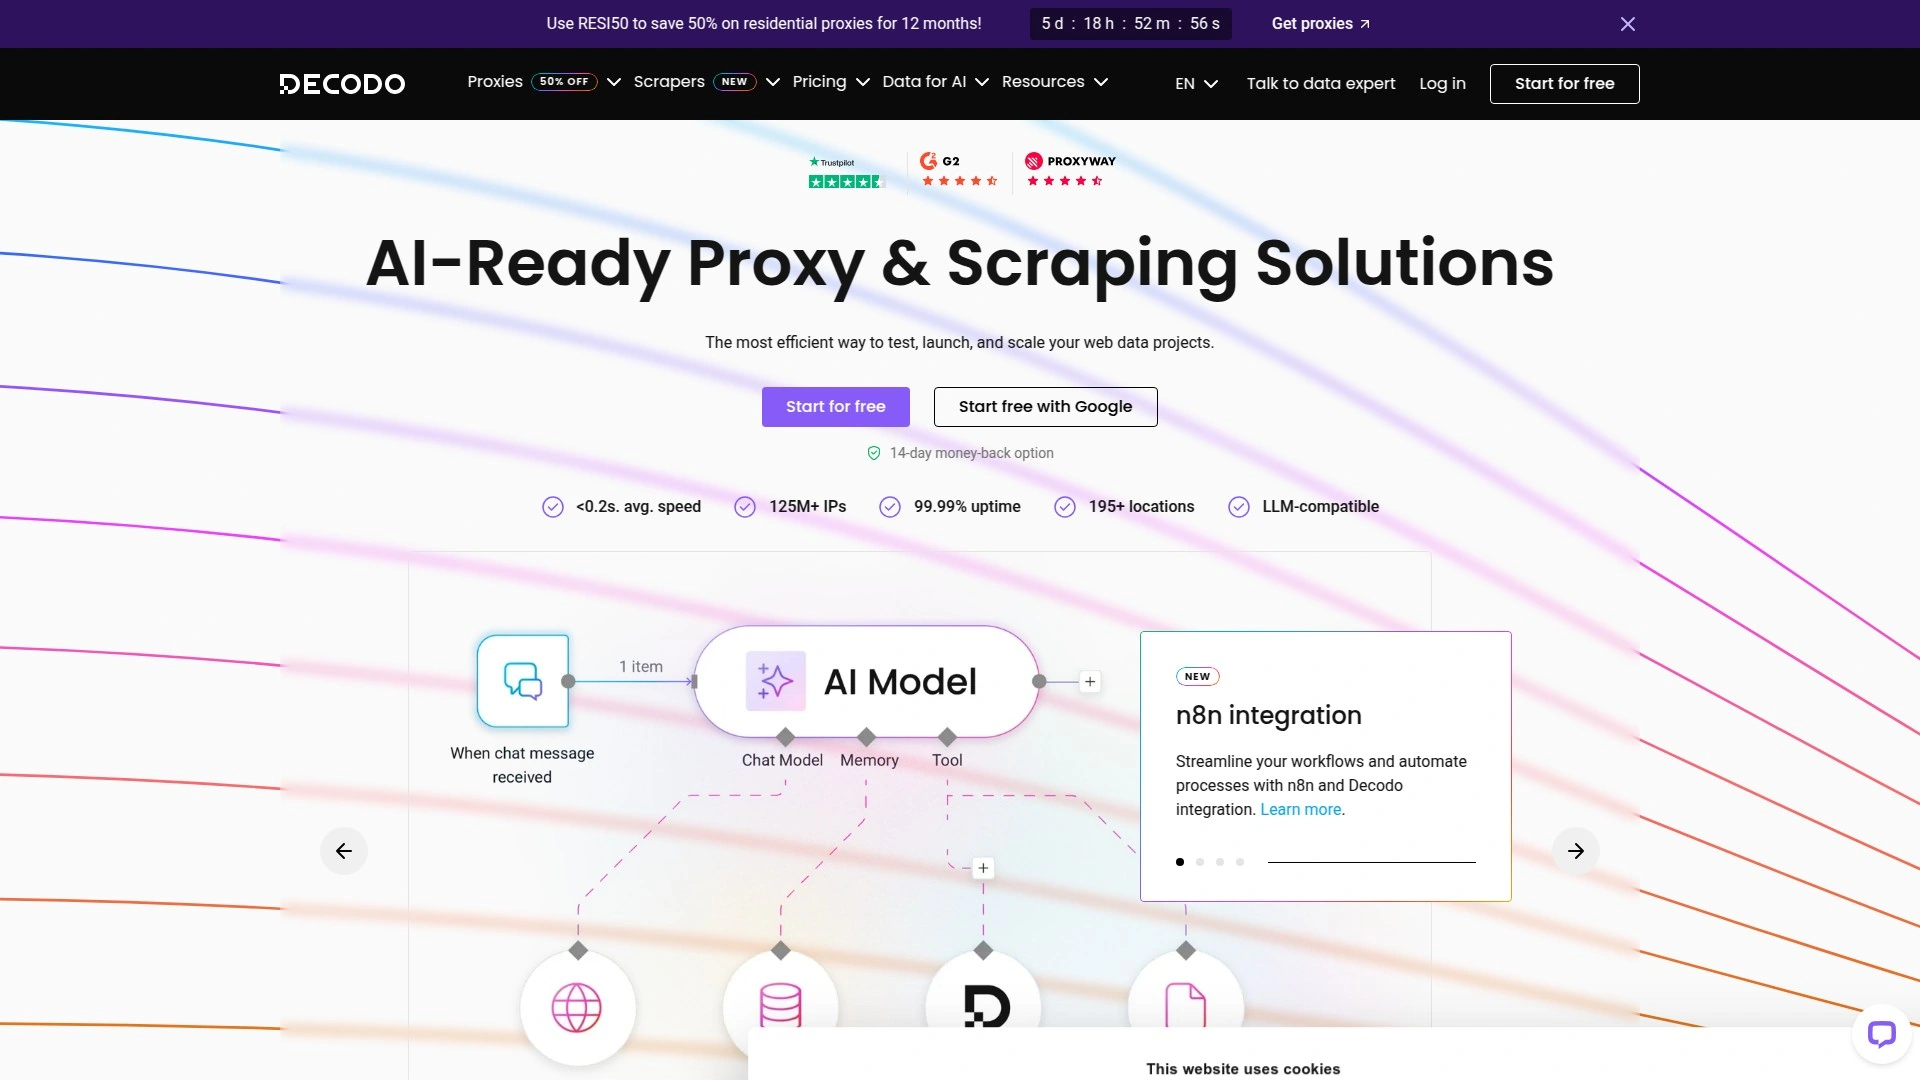 Use RESI50 to save 50% on residential proxies for 12 months!
5 d : 18 h : 52 m : 56 s
Get proxies
DECODO
Proxies
50% OFF
Scrapers
NEW
Pricing
Data for AI
Resources
EN
Talk to data expert
Log in
Start for free
Trustpilot
G2
PROXYWAY
AI-Ready Proxy & Scraping Solutions
The most efficient way to test, launch, and scale your web data projects.
Start for free
Start free with Google
14-day money-back option
<0.2s. avg. speed
125M+ IPs
99.99% uptime
195+ locations
LLM-compatible
1 item
AI Model
When chat message
received
Chat Model
Memory
Tool
NEW
n8n integration
Streamline your workflows and automate
processes with n8n and Decodo
integration. Learn more.
This website uses cookies